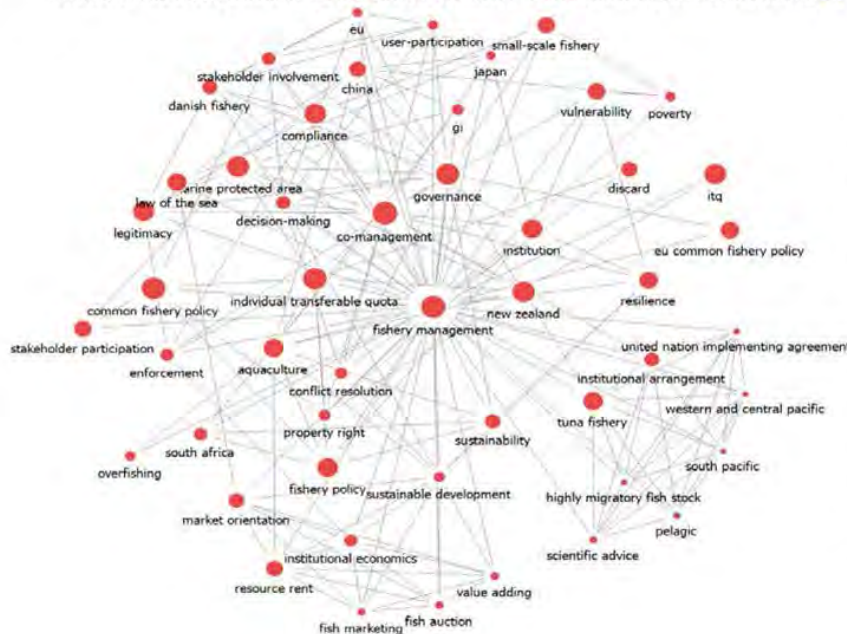 eu
user-participation
small-scale fishery
stakeholder involvement
japan
china
danish fishery
vulnerability
poverty
compliance
gi
marine protected area
governance
discard
itq
law of the sea
decision-making
legitimacy
co-management
institution
eu common fishery policy
common fishery policy
individual transferable quota
new zealand
resilience
fishery management
stakeholder participation
enforcement
aquaculture
united nation implementing agreement
institutional arrangement
conflict resolution
western and central pacific
tuna fishery
property right
sustainability
south africa
overfishing
south pacific
fishery policy
sustainable development
highly migratory fish stock
market orientation
pelagic
scientific advice
institutional economics
resource rent
value adding
fish auction
fish marketing